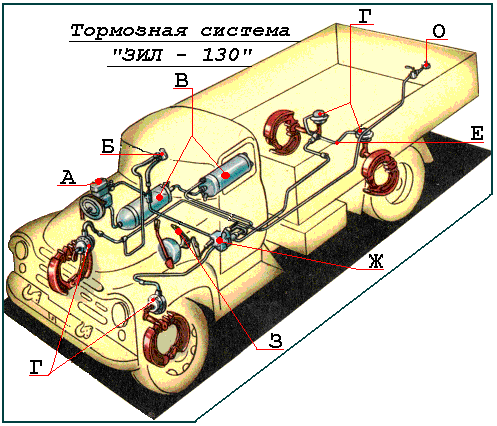 Тормозная система
"ЗИЛ - 130"
Г
О
В
Б
Е
А
Ж
З
Г